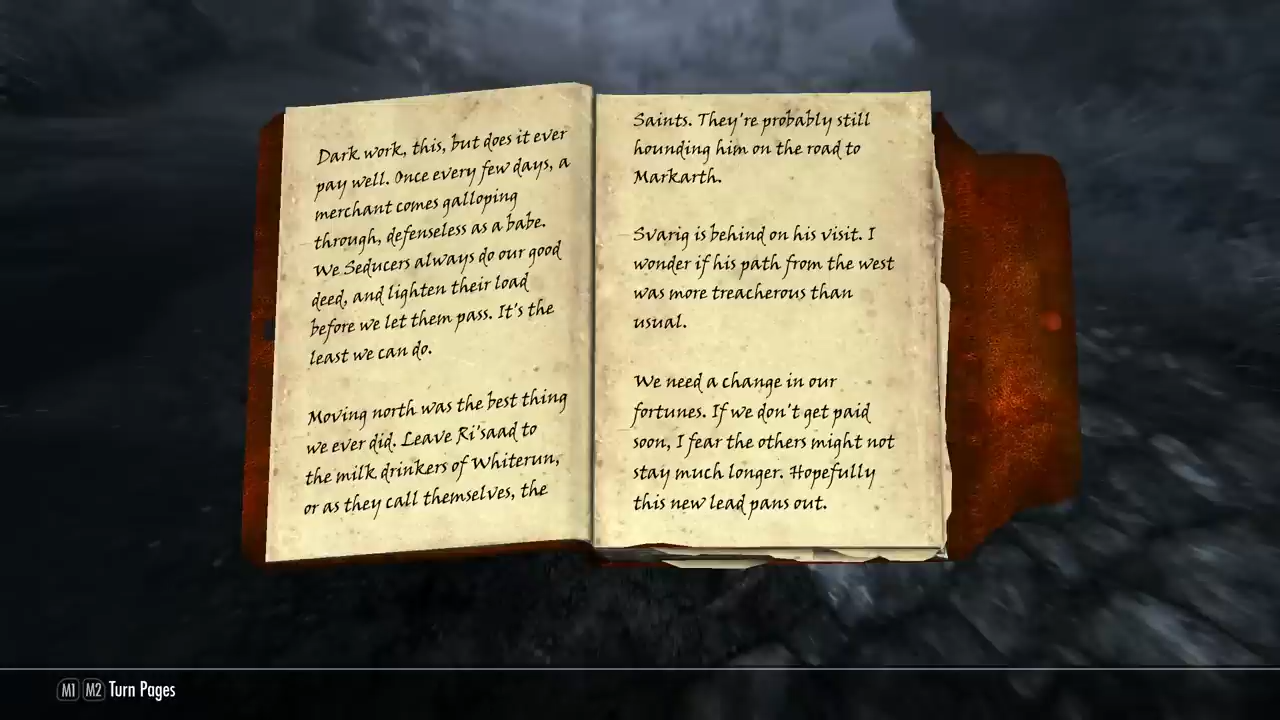 Dark work, this, but does it ever
pay well. Once every few days, a
merchant comes galloping
through, defenseless as a babe.
We Seducers always do our good
deed, and lighten their load
before we let them pass. It's the
least we can do.
Moving north was the best thing
we ever did. Leave Ri'saad to
the milk drinkers of Whiterun,
or as they call themselves, the
Saints. They're probably still
hounding him on the road to
Markarth.
Svarig is behind on his visit. I
wonder if his path from the west
was more treacherous than
usual.
We need a change in our
fortunes. If we don't get paid
soon, I fear the others might not
stay much longer. Hopefully
this new lead pans out.
M1 M2 Turn Pages